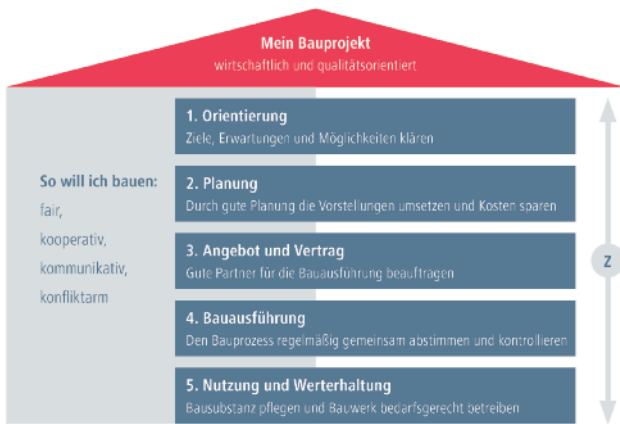 Mein Bauprojekt
wirtschaftlich und qualitätsorientiert
So will ich bauen:
fair,
kooperativ,
kommunikativ,
konfliktarm
1. Orientierung
Ziele, Erwartungen und Möglichkeiten klären
2. Planung
Durch gute Planung die Vorstellungen umsetzen und Kosten sparen
3. Angebot und Vertrag
Gute Partner für die Bauausführung beauftragen
4. Bauausführung
Den Bauprozess regelmäßig gemeinsam abstimmen und kontrollieren
5. Nutzung und Werterhaltung
Bausubstanz pflegen und Bauwerk bedarfsgerecht betreiben
Z